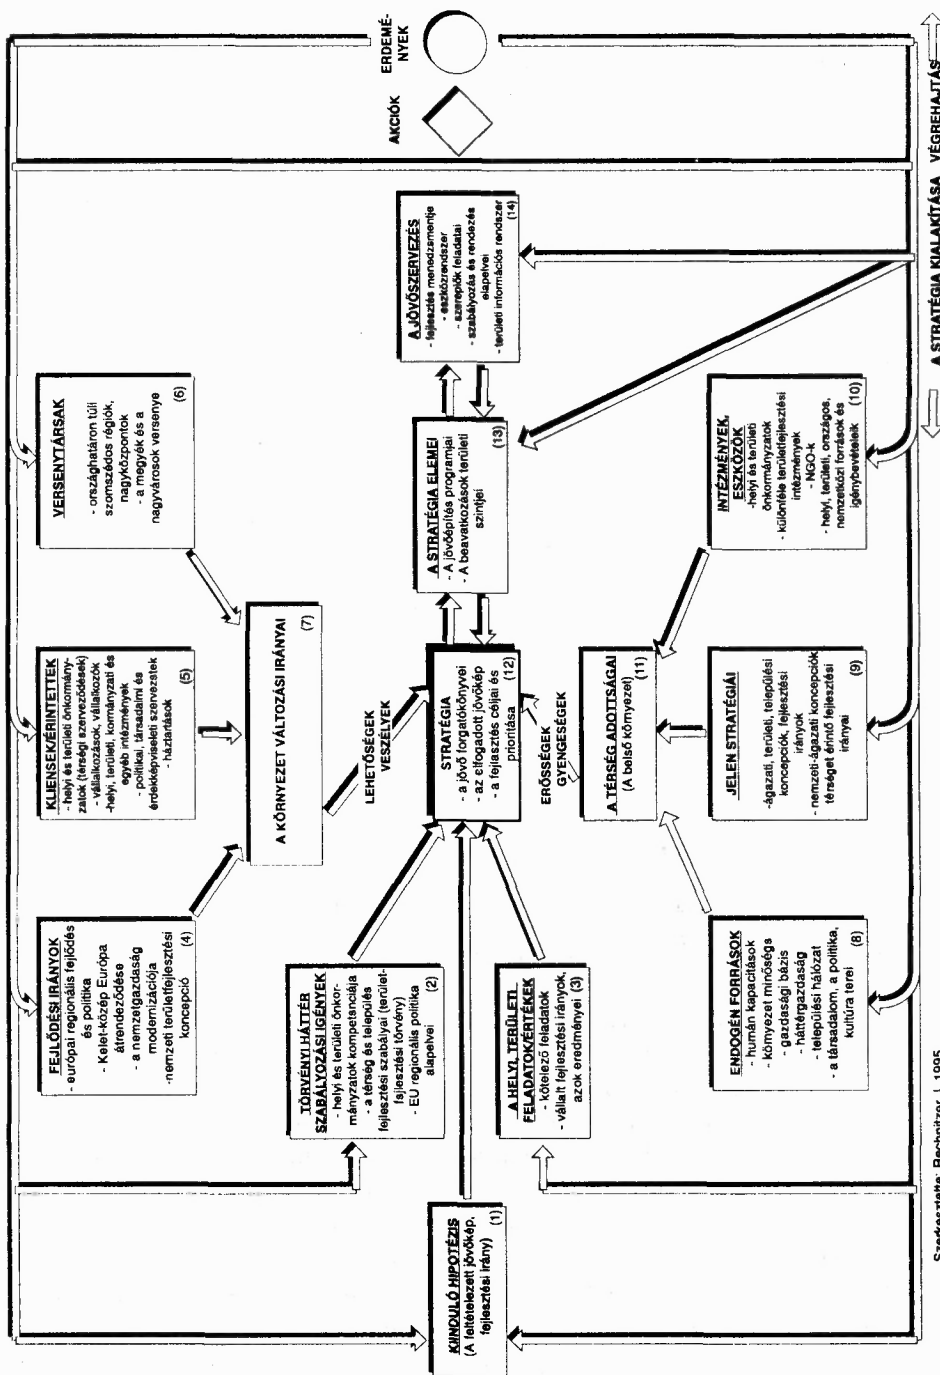 KIINDULÓ HIPOTÉZIS
(1)
(A feltételezett jövőkép,
fejlesztési irány)
TÖRVÉNYI HÁTTÉR
SZABÁLYOZÁSI IGÉNYEK
- helyi és területi önkor-
mányzatok kompetenciája
- a térség és település
fejlesztési szabályai (terület-
fejlesztési törvény)
- EU regionális politika
alapelvei
(2)
A HELYI, TERÜLETI
FELADATOK/ÉRTÉKEK
- kötelező feladatok
- vállalt fejlesztési irányok,
azok eredményei (3)
FEJLŐDÉSI IRÁNYOK
- európai regionális fejlődés
és politika
- Kelet-közép Európa
átrendeződése
- a nemzetgazdaság
modernizációja
-nemzeti területfejlesztési
koncepció
(4)
KLIENSEK/ÉRINTETTEK
- helyi és területi önkormány-
zatok (térségi szerveződések)
- vállalkozások, vállalkozók
-helyi, területi, kormányzati és
egyéb intézmények
- politikai, társadalmi és
érdekképviseleti szervezetek
- háztartások
(5)
VERSENYTÁRSAK
- országhatáron túli
szomszédos régiók,
nagyközpontok
- a megyék és a
nagyvárosok versenye
(6)
A KÖRNYEZET VÁLTOZÁSI IRÁNYAI
(7)
LEHETŐSÉGEK
VESZÉLYEK
ENDOGÉN FORRÁSOK
- humán kapacitások
- környezet minőségs
- gazdasági bázis
- háttérgazdaság
- települési hálózat
- a társadalom, a politika,
kultúra terei
(8)
JELEN STRATÉGIÁI
-ágazati, területi, települési
koncepciók, fejlesztési
irányok
- nemzeti-ágazati koncepciók
térséget érintő fejlesztési
irányai
(9)
INTÉZMÉNYEK,
ESZKÖZÖK
-helyi és területi
önkormányzatok
- különféle területfejlesztési
intézmények
- NGO-k
- helyi, területi, országos,
nemzetközi források és
igénybevételeik
(10)
A TÉRSÉG ADOTTSÁGAI
(A belső környezet)
(11)
ERŐSSÉGEK
GYENGESÉGEK
STRATÉGIA
- a jövő forgatókönyvei
- az elfogadott jövőkép
- a fejlesztés céljai és
prioritása
(12)
A STRATÉGIA ELEMEI
- A jövőépítés programjai
- A beavatkozások területi
szintjei
(13)
A JÖVŐSZERVEZÉS
- fejlesztés menedzsmentje
- eszközrendszer
- szereplők feladatai
- szabályozás és rendezés
alapelvei
- területi információs rendszer
(14)
AKCIÓK
ERDEMÉ-
NYEK
A STRATÉGIA KIALAKÍTÁSA
VÉGREHAJTÁS
Szerkesztette: Rechnitzer J. 1995